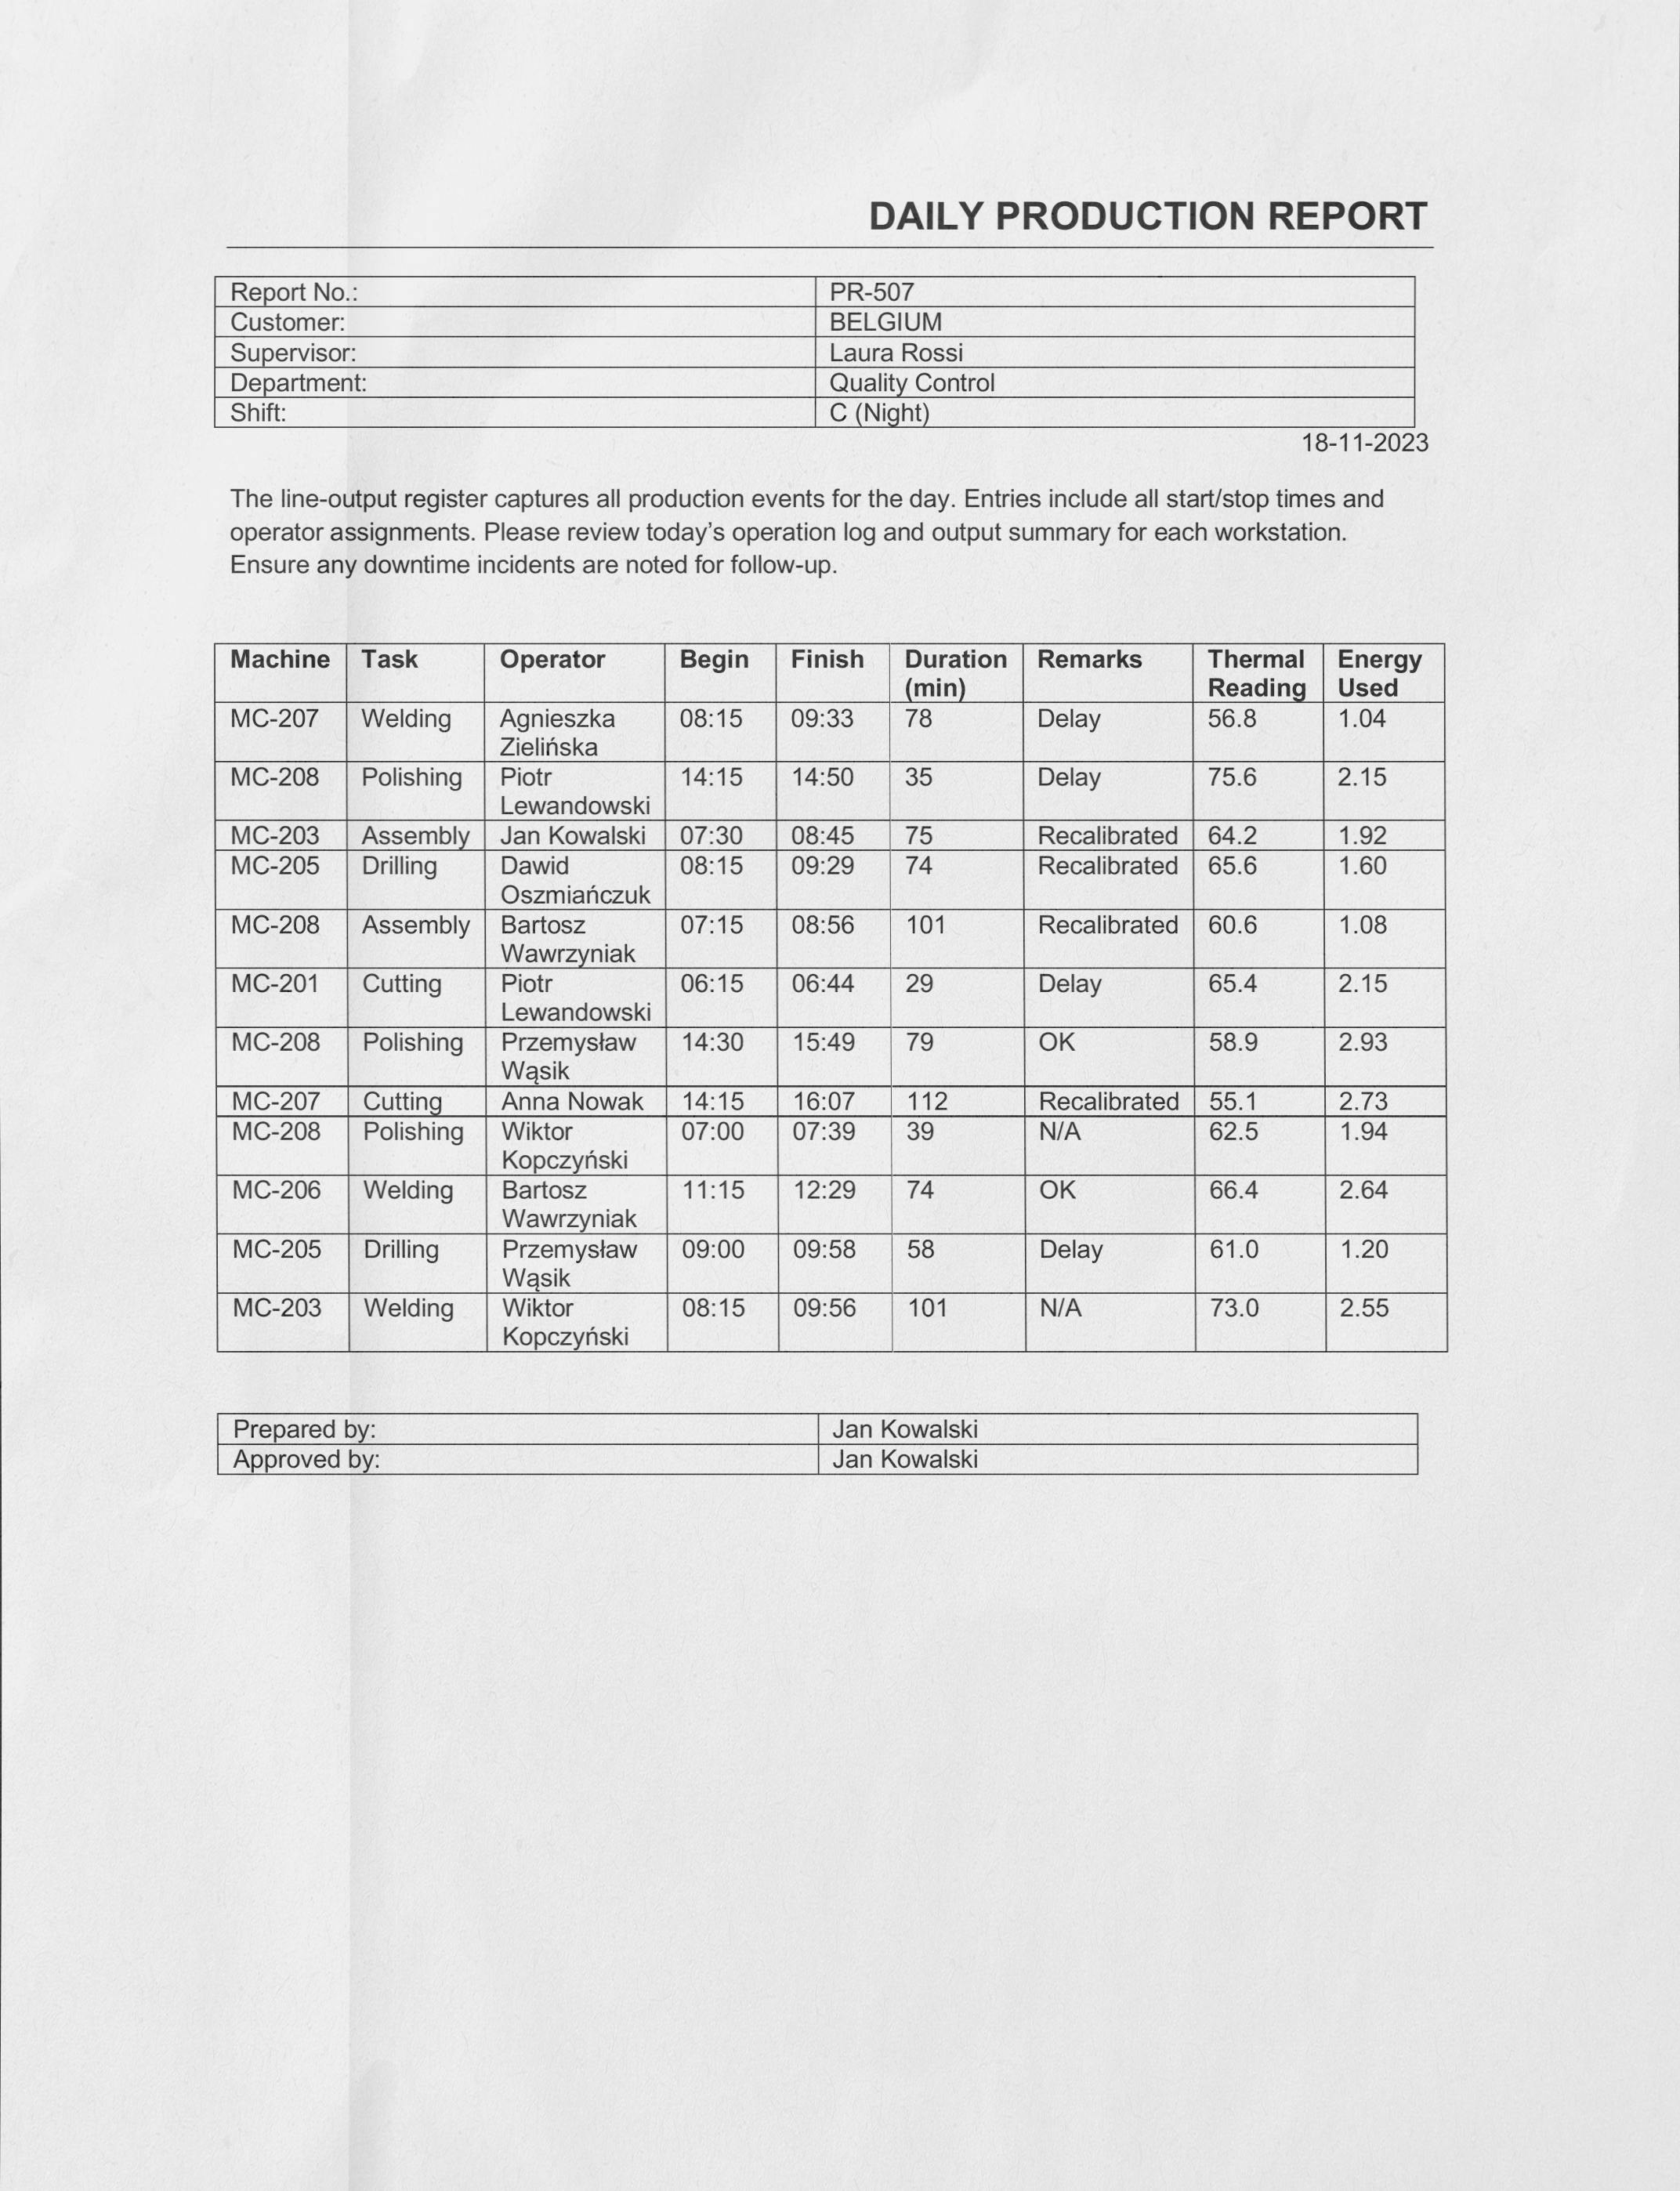 DAILY PRODUCTION REPORT
Report No.: PR-507
Customer: BELGIUM
Supervisor: Laura Rossi
Department: Quality Control
Shift: C (Night)
18-11-2023
The line-output register captures all production events for the day. Entries include all start/stop times and
operator assignments. Please review today’s operation log and output summary for each workstation.
Ensure any downtime incidents are noted for follow-up.
Machine Task Operator Begin Finish Duration (min) Remarks Thermal Reading Energy Used
MC-207 Welding Agnieszka Zielińska 08:15 09:33 78 Delay 56.8 1.04
MC-208 Polishing Piotr Lewandowski 14:15 14:50 35 Delay 75.6 2.15
MC-203 Assembly Jan Kowalski 07:30 08:45 75 Recalibrated 64.2 1.92
MC-205 Drilling Dawid Oszmiańczuk 08:15 09:29 74 Recalibrated 65.6 1.60
MC-208 Assembly Bartosz Wawrzyniak 07:15 08:56 101 Recalibrated 60.6 1.08
MC-201 Cutting Piotr Lewandowski 06:15 06:44 29 Delay 65.4 2.15
MC-208 Polishing Przemysław Wąsik 14:30 15:49 79 OK 58.9 2.93
MC-207 Cutting Anna Nowak 14:15 16:07 112 Recalibrated 55.1 2.73
MC-208 Polishing Wiktor Kopczyński 07:00 07:39 39 N/A 62.5 1.94
MC-206 Welding Bartosz Wawrzyniak 11:15 12:29 74 OK 66.4 2.64
MC-205 Drilling Przemysław Wąsik 09:00 09:58 58 Delay 61.0 1.20
MC-203 Welding Wiktor Kopczyński 08:15 09:56 101 N/A 73.0 2.55
Prepared by: Jan Kowalski
Approved by: Jan Kowalski